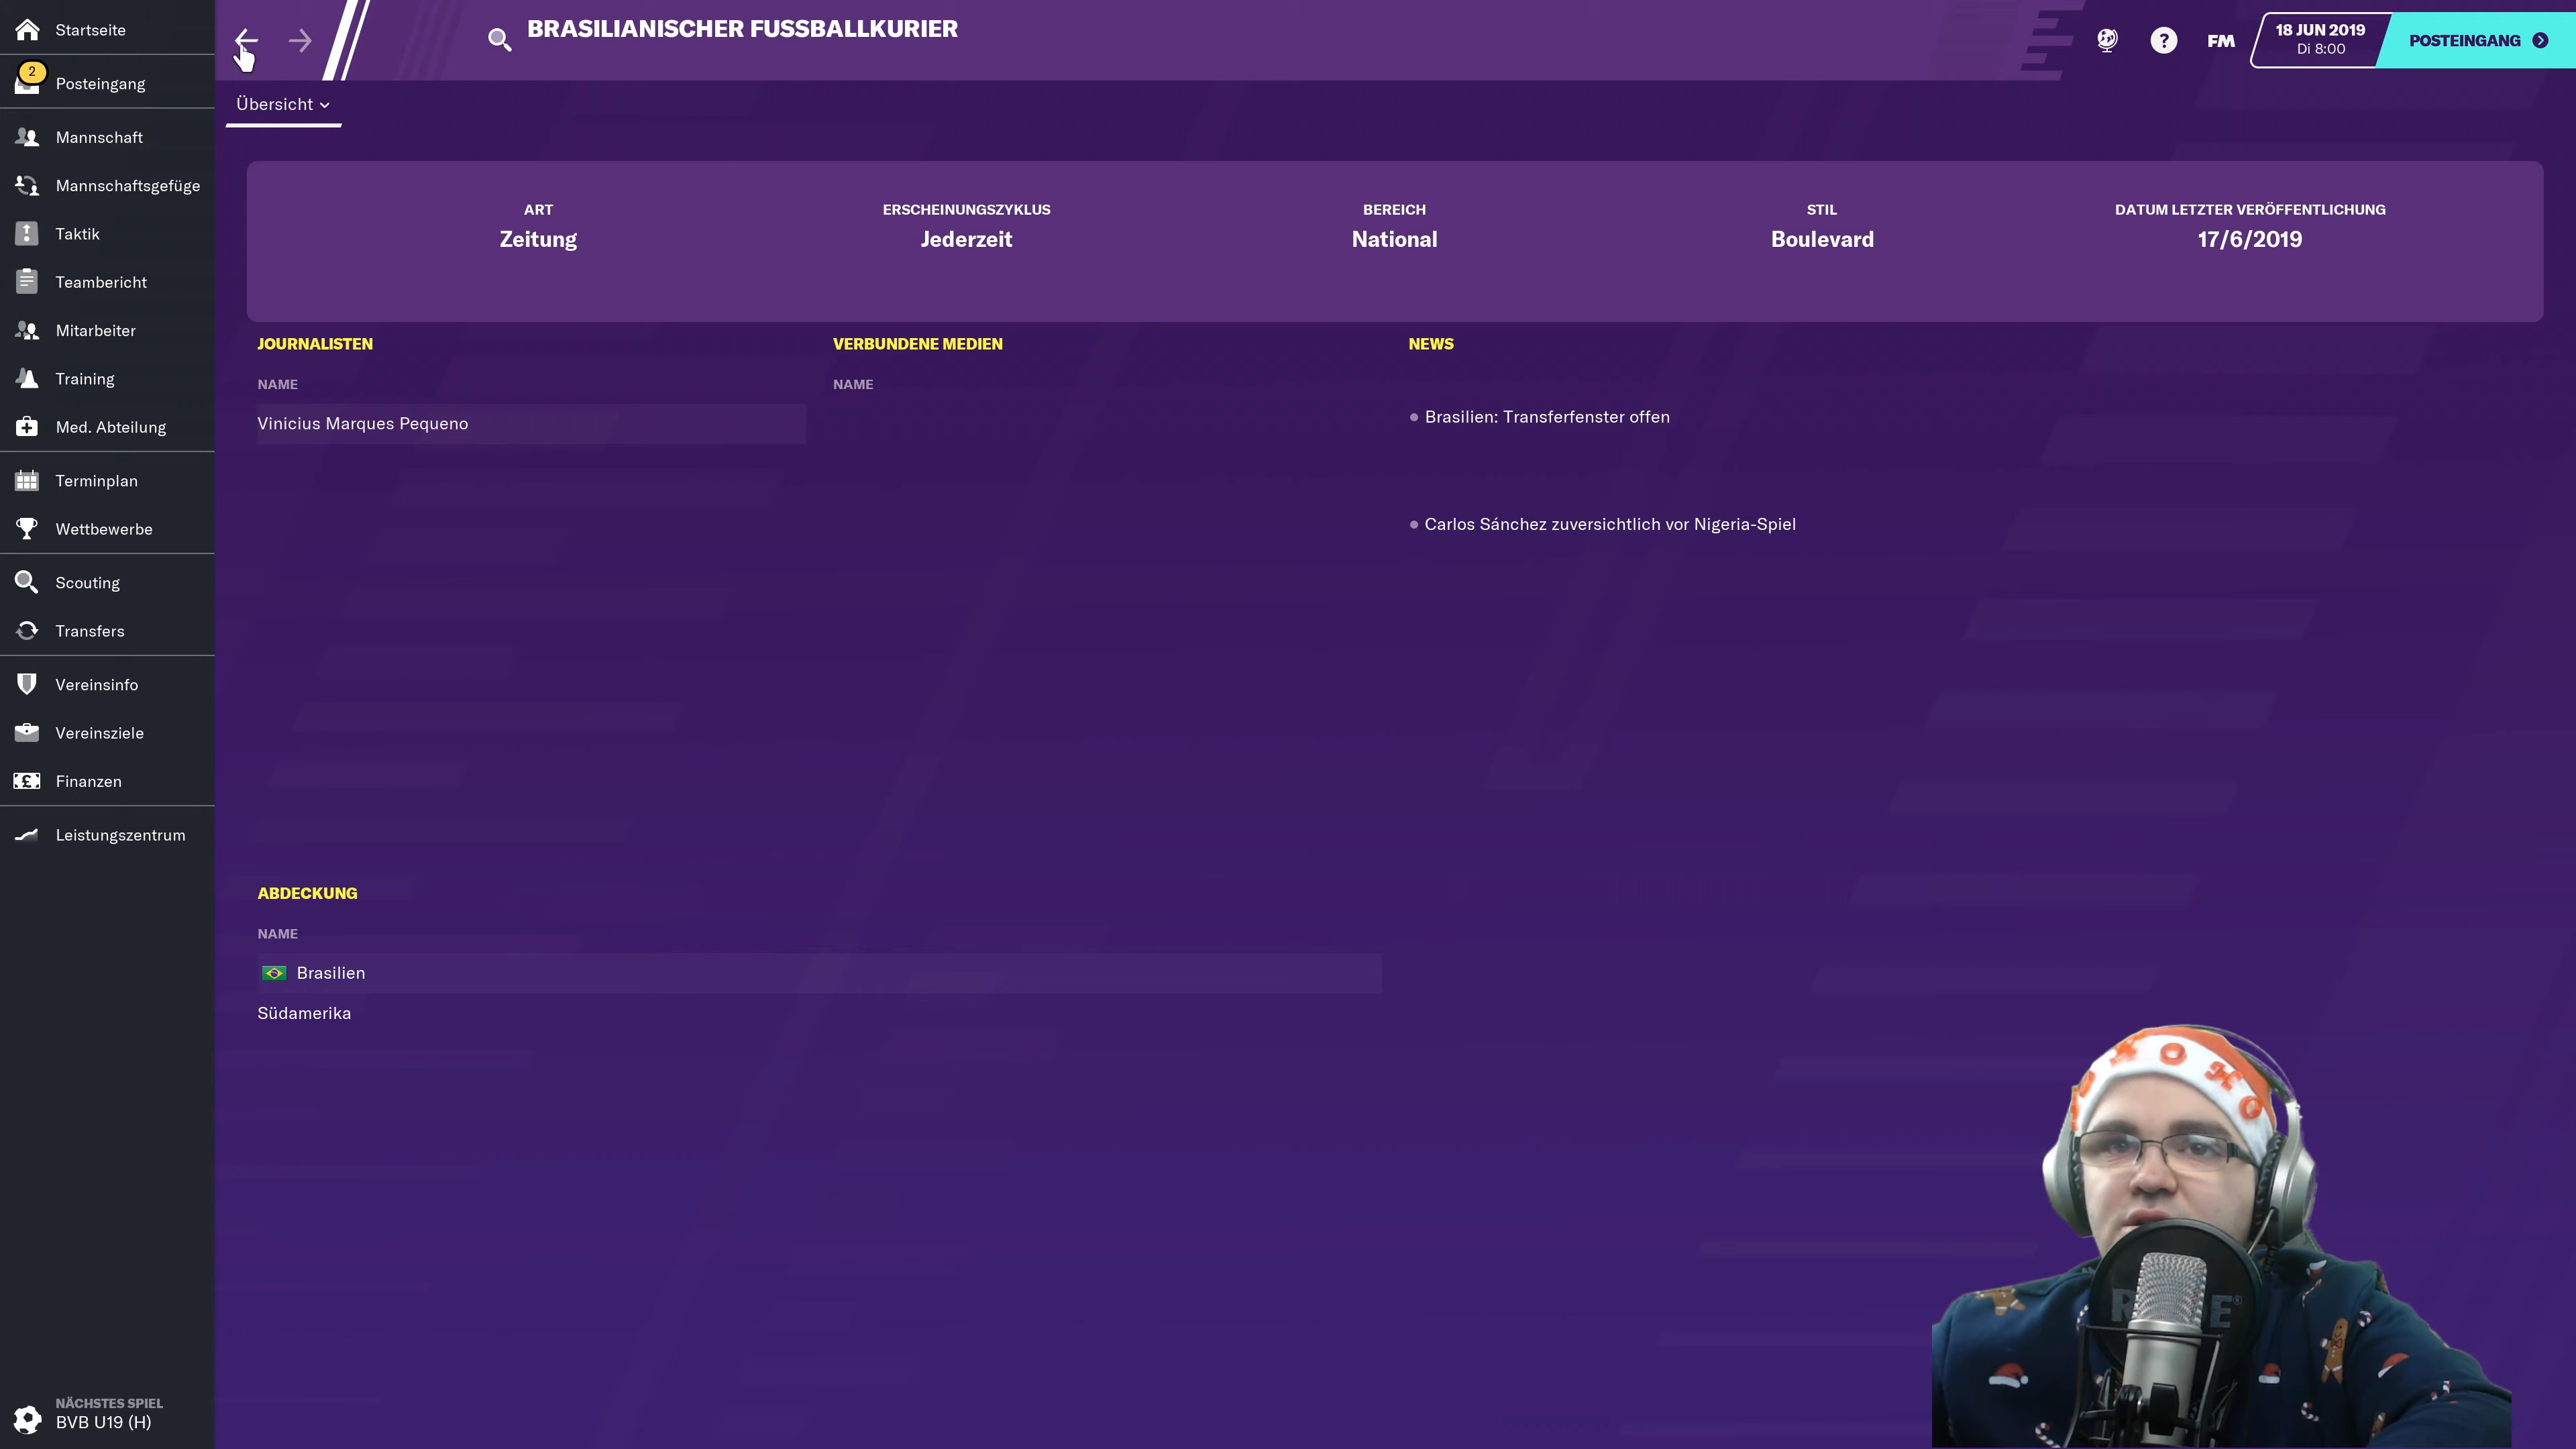 Startseite
2
Posteingang
Mannschaft
Mannschaftsgefüge
Taktik
Teambericht
Mitarbeiter
Training
Med. Abteilung
Terminplan
Wettbewerbe
Scouting
Transfers
Vereinsinfo
Vereinsziele
Finanzen
Leistungszentrum
NÄCHSTES SPIEL
BVB U19 (H)
BRASILIANISCHER FUSSBALLKURIER
?
FM
18 JUN 2019
Di 8:00
POSTEINGANG
Übersicht
ART
Zeitung
ERSCHEINUNGSZYKLUS
Jederzeit
BEREICH
National
STIL
Boulevard
DATUM LETZTER VERÖFFENTLICHUNG
17/6/2019
JOURNALISTEN
NAME
Vinicius Marques Pequeno
VERBUNDENE MEDIEN
NAME
NEWS
Brasilien: Transferfenster offen
Carlos Sánchez zuversichtlich vor Nigeria-Spiel
ABDECKUNG
NAME
Brasilien
Südamerika